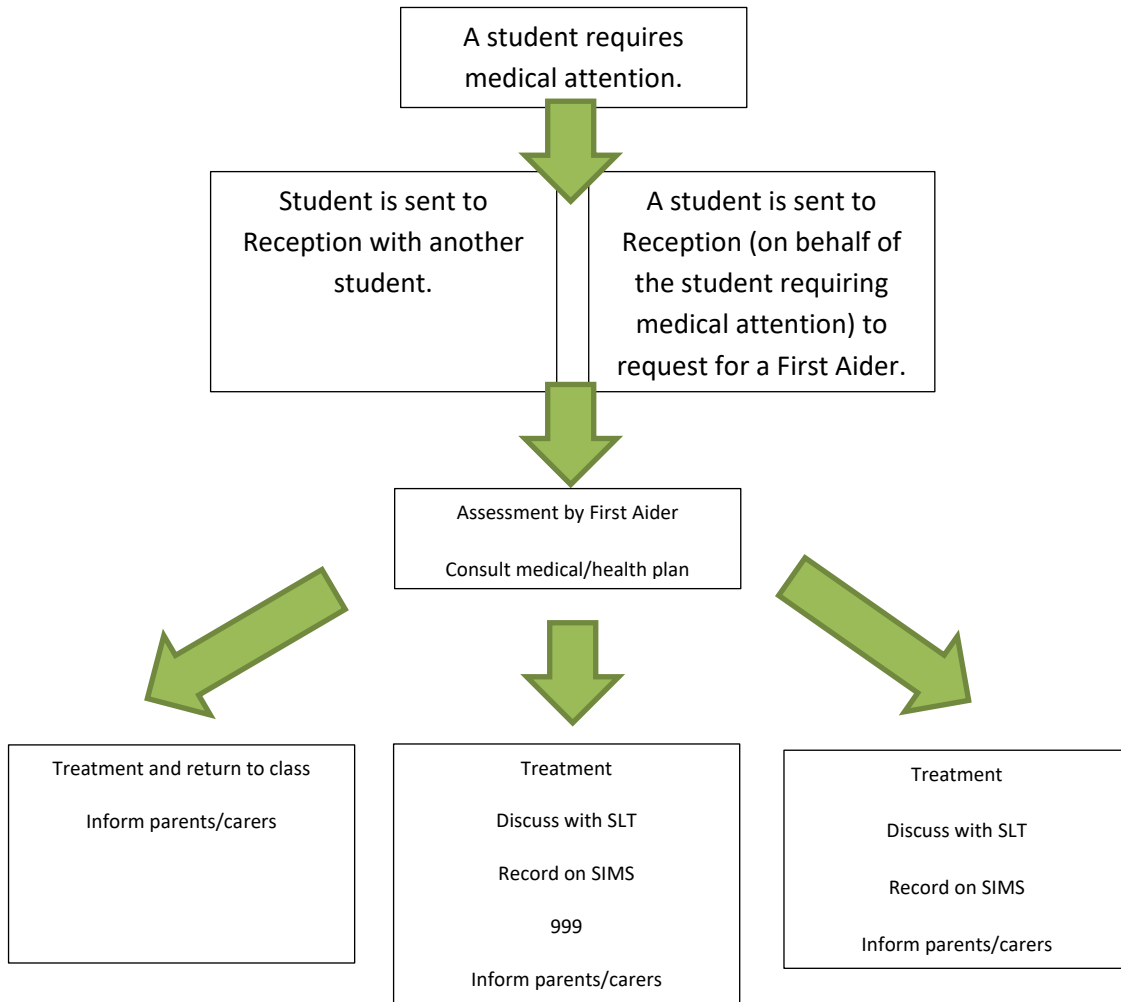 A student requires
medical attention.
Student is sent to
Reception with another
student.
A student is sent to
Reception (on behalf of
the student requiring
medical attention) to
request for a First Aider.
Assessment by First Aider
Consult medical/health plan
Treatment and return to class
Inform parents/carers
Treatment
Discuss with SLT
Record on SIMS
999
Inform parents/carers
Treatment
Discuss with SLT
Record on SIMS
Inform parents/carers